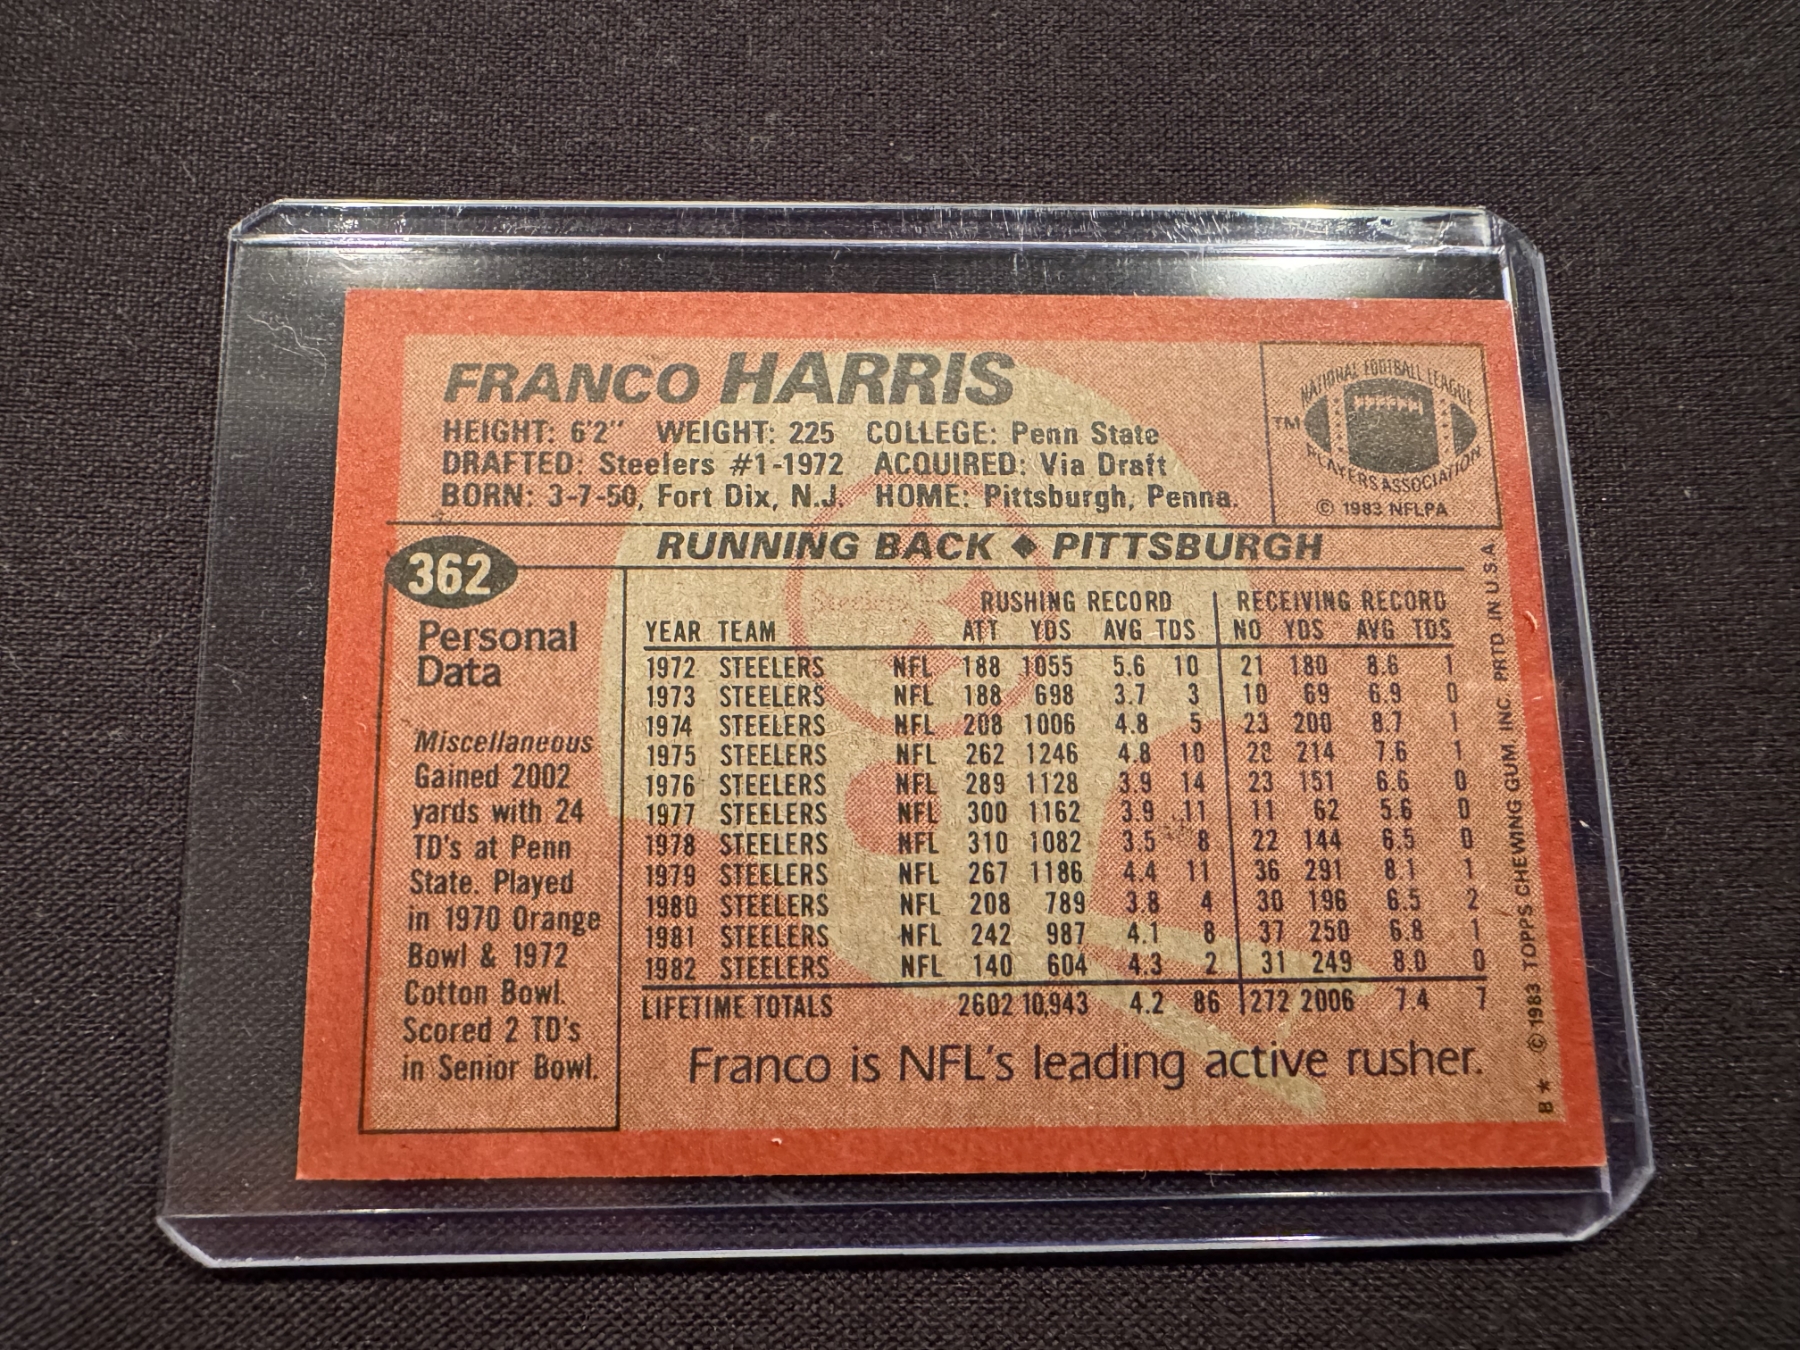 FRANCO HARRIS
HEIGHT: 6'2" WEIGHT: 225 COLLEGE: Penn State
DRAFTED: Steelers #1-1972 ACQUIRED: Via Draft
BORN: 3-7-50, Fort Dix, N.J. HOME: Pittsburgh, Penna.
NATIONAL FOOTBALL LEAGUE
TM
PLAYERS ASSOCIATION
© 1983 NFLPA
362
RUNNING BACK ◆ PITTSBURGH
Personal
Data
Miscellaneous
Gained 2002
yards with 24
TD's at Penn
State. Played
in 1970 Orange
Bowl & 1972
Cotton Bowl.
Scored 2 TD's
in Senior Bowl.
Steelers
RUSHING RECORD RECEIVING RECORD
YEAR TEAM ATT YDS AVG TDS NO YDS AVG TDS
1972 STEELERS NFL 188 1055 5.6 10 21 180 8.6 1
1973 STEELERS NFL 188 698 3.7 3 10 69 6.9 0
1974 STEELERS NFL 208 1006 4.8 5 23 200 8.7 1
1975 STEELERS NFL 262 1246 4.8 10 28 214 7.6 1
1976 STEELERS NFL 289 1128 3.9 14 23 151 6.6 0
1977 STEELERS NFL 300 1162 3.9 11 11 62 5.6 0
1978 STEELERS NFL 310 1082 3.5 8 22 144 6.5 0
1979 STEELERS NFL 267 1186 4.4 11 36 291 8.1 1
1980 STEELERS NFL 208 789 3.8 4 30 196 6.5 2
1981 STEELERS NFL 242 987 4.1 8 37 250 6.8 1
1982 STEELERS NFL 140 604 4.3 2 31 249 8.0 0
LIFETIME TOTALS 2602 10,943 4.2 86 272 2006 7.4 7
Franco is NFL's leading active rusher.
B* © 1983 TOPPS CHEWING GUM, INC. PRTD IN U.S.A.